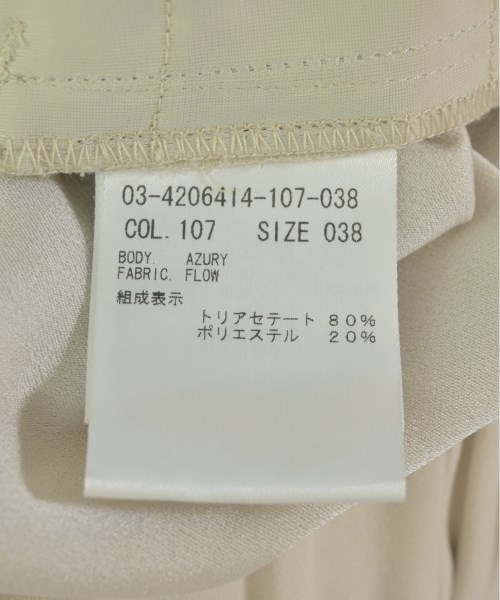 03-4206414-107-038
COL. 107 SIZE 038
BODY. AZURY
FABRIC. FLOW
組成表示
トリアセテート 80%
ポリエステル 20%